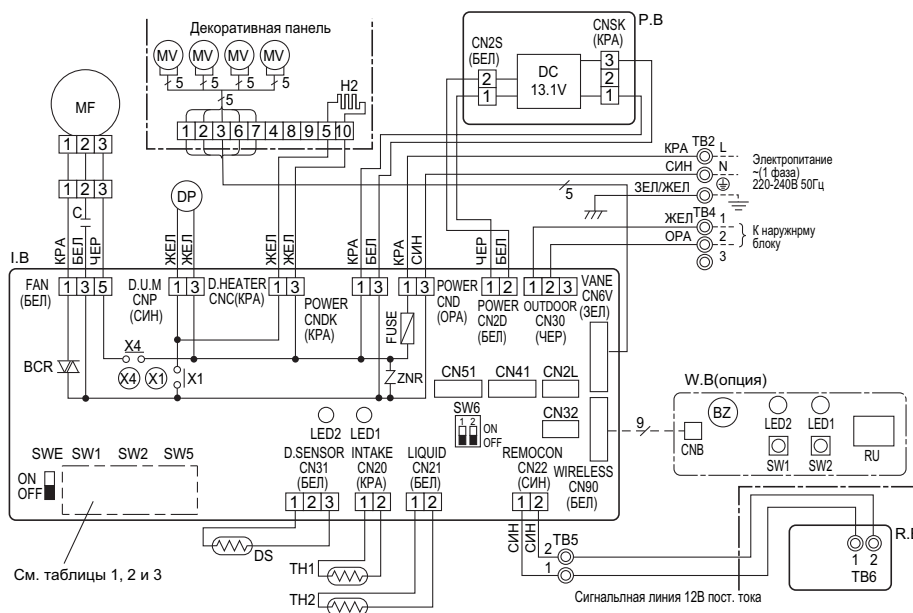 Декоративная панель
MV MV MV MV
5 5 5 5
5
H2
1 2 3 6 7 4 8 9 5 10
MF
1 2 3
1 2 3
C
DP
P.B
CN2S
(БЕЛ)
2
1
DC
13.1V
CNSK
(КРА)
3
2
1
КРА TB2 L
СИН N
ЗЕЛ/ЖЕЛ
Электропитание
~(1 фаза)
220-240В 50Гц
5
ЖЕЛ TB4 1
ОРА 2
3
К наружнрму
блоку
КРА БЕЛ ЧЕР
ЖЕЛ ЖЕЛ
ЖЕЛ ЖЕЛ
КРА БЕЛ
КРА СИН
ЧЕР БЕЛ
I.B
FAN
(БЕЛ)
1 3 5
D.U.M
CNP
(СИН)
1 3
D.HEATER
CNC(КРА)
1 3
POWER
CNDK
(КРА)
1 3
1 3
POWER
CND
(ОРА)
1 2
POWER
CN2D
(БЕЛ)
1 2 3
OUTDOOR
CN30
(ЧЕР)
VANE
CN6V
(ЗЕЛ)
FUSE
BCR
X4
X4 X1 X1
ZNR
CN51 CN41 CN2L
CN32
SW6
1 2
ON
OFF
LED2 LED1
SWE SW1 SW2 SW5
ON
OFF
D.SENSOR
CN31
(БЕЛ)
1 2 3
INTAKE
CN20
(КРА)
1 2
LIQUID
CN21
(БЕЛ)
1 2
REMOCON
CN22
(СИН)
1 2
WIRELESS
CN90
(БЕЛ)
9
W.B(опция)
BZ
LED2 LED1
CNB
SW1 SW2
RU
DS
TH1
TH2
СИН СИН
2 TB5
1
R.B
1 2
TB6
См. таблицы 1, 2 и 3
Сигнальлная линия 12В пост. тока